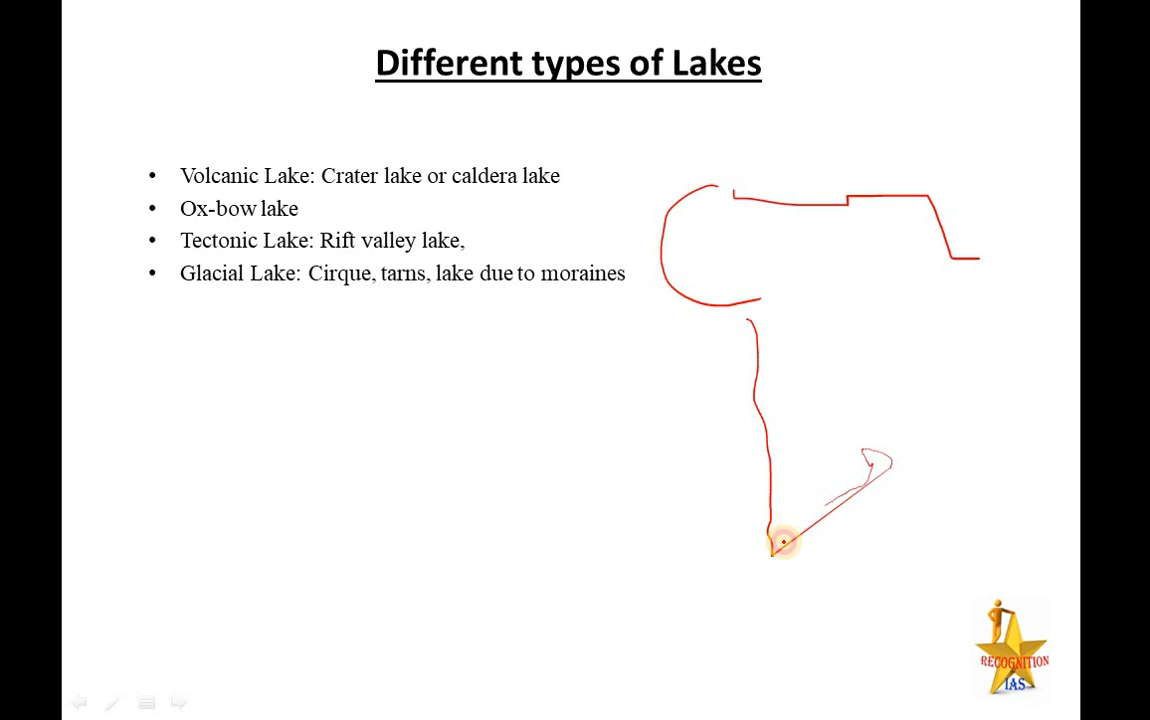 Different types of Lakes
• Volcanic Lake: Crater lake or caldera lake
• Ox-bow lake
• Tectonic Lake: Rift valley lake,
• Glacial Lake: Cirque, tarns, lake due to moraines
RECOGNITION
IAS